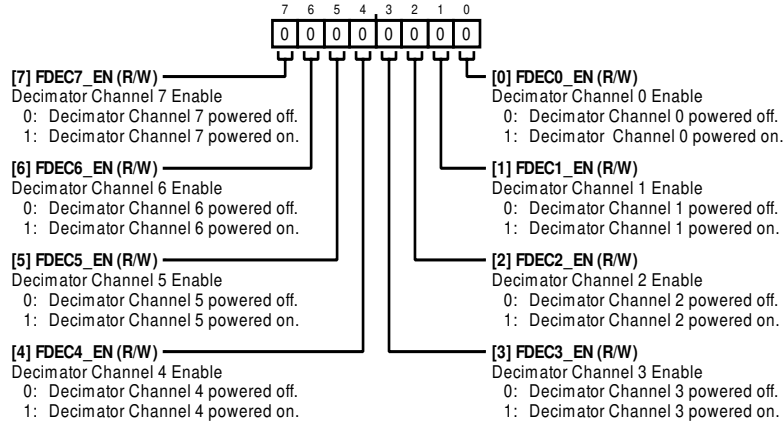 7 6 5 4 3 2 1 0
0 0 0 0 0 0 0 0
[7] FDEC7_EN (R/W)
Decimator Channel 7 Enable
0: Decimator Channel 7 powered off.
1: Decimator Channel 7 powered on.
[6] FDEC6_EN (R/W)
Decimator Channel 6 Enable
0: Decimator Channel 6 powered off.
1: Decimator Channel 6 powered on.
[5] FDEC5_EN (R/W)
Decimator Channel 5 Enable
0: Decimator Channel 5 powered off.
1: Decimator Channel 5 powered on.
[4] FDEC4_EN (R/W)
Decimator Channel 4 Enable
0: Decimator Channel 4 powered off.
1: Decimator Channel 4 powered on.
[0] FDEC0_EN (R/W)
Decimator Channel 0 Enable
0: Decimator Channel 0 powered off.
1: Decimator Channel 0 powered on.
[1] FDEC1_EN (R/W)
Decimator Channel 1 Enable
0: Decimator Channel 1 powered off.
1: Decimator Channel 1 powered on.
[2] FDEC2_EN (R/W)
Decimator Channel 2 Enable
0: Decimator Channel 2 powered off.
1: Decimator Channel 2 powered on.
[3] FDEC3_EN (R/W)
Decimator Channel 3 Enable
0: Decimator Channel 3 powered off.
1: Decimator Channel 3 powered on.